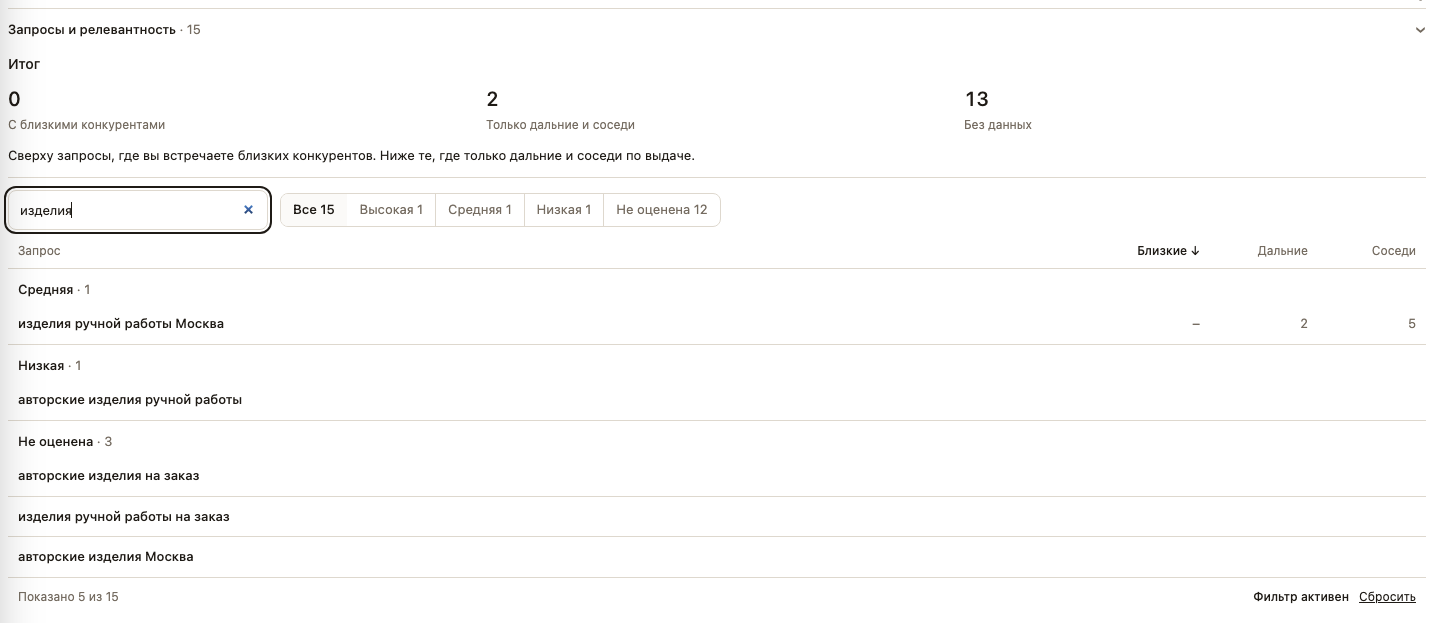 Запросы и релевантность · 15
Итог
0 2 13
С близкими конкурентами Только дальние и соседи Без данных
Сверху запросы, где вы встречаете близких конкурентов. Ниже те, где только дальние и соседи по выдаче.
изделия × Все 15 Высокая 1 Средняя 1 Низкая 1 Не оценена 12
Запрос Близкие ↓ Дальние Соседи
Средняя · 1
изделия ручной работы Москва – 2 5
Низкая · 1
авторские изделия ручной работы
Не оценена · 3
авторские изделия на заказ
изделия ручной работы на заказ
авторские изделия Москва
Показано 5 из 15 Фильтр активен Сбросить